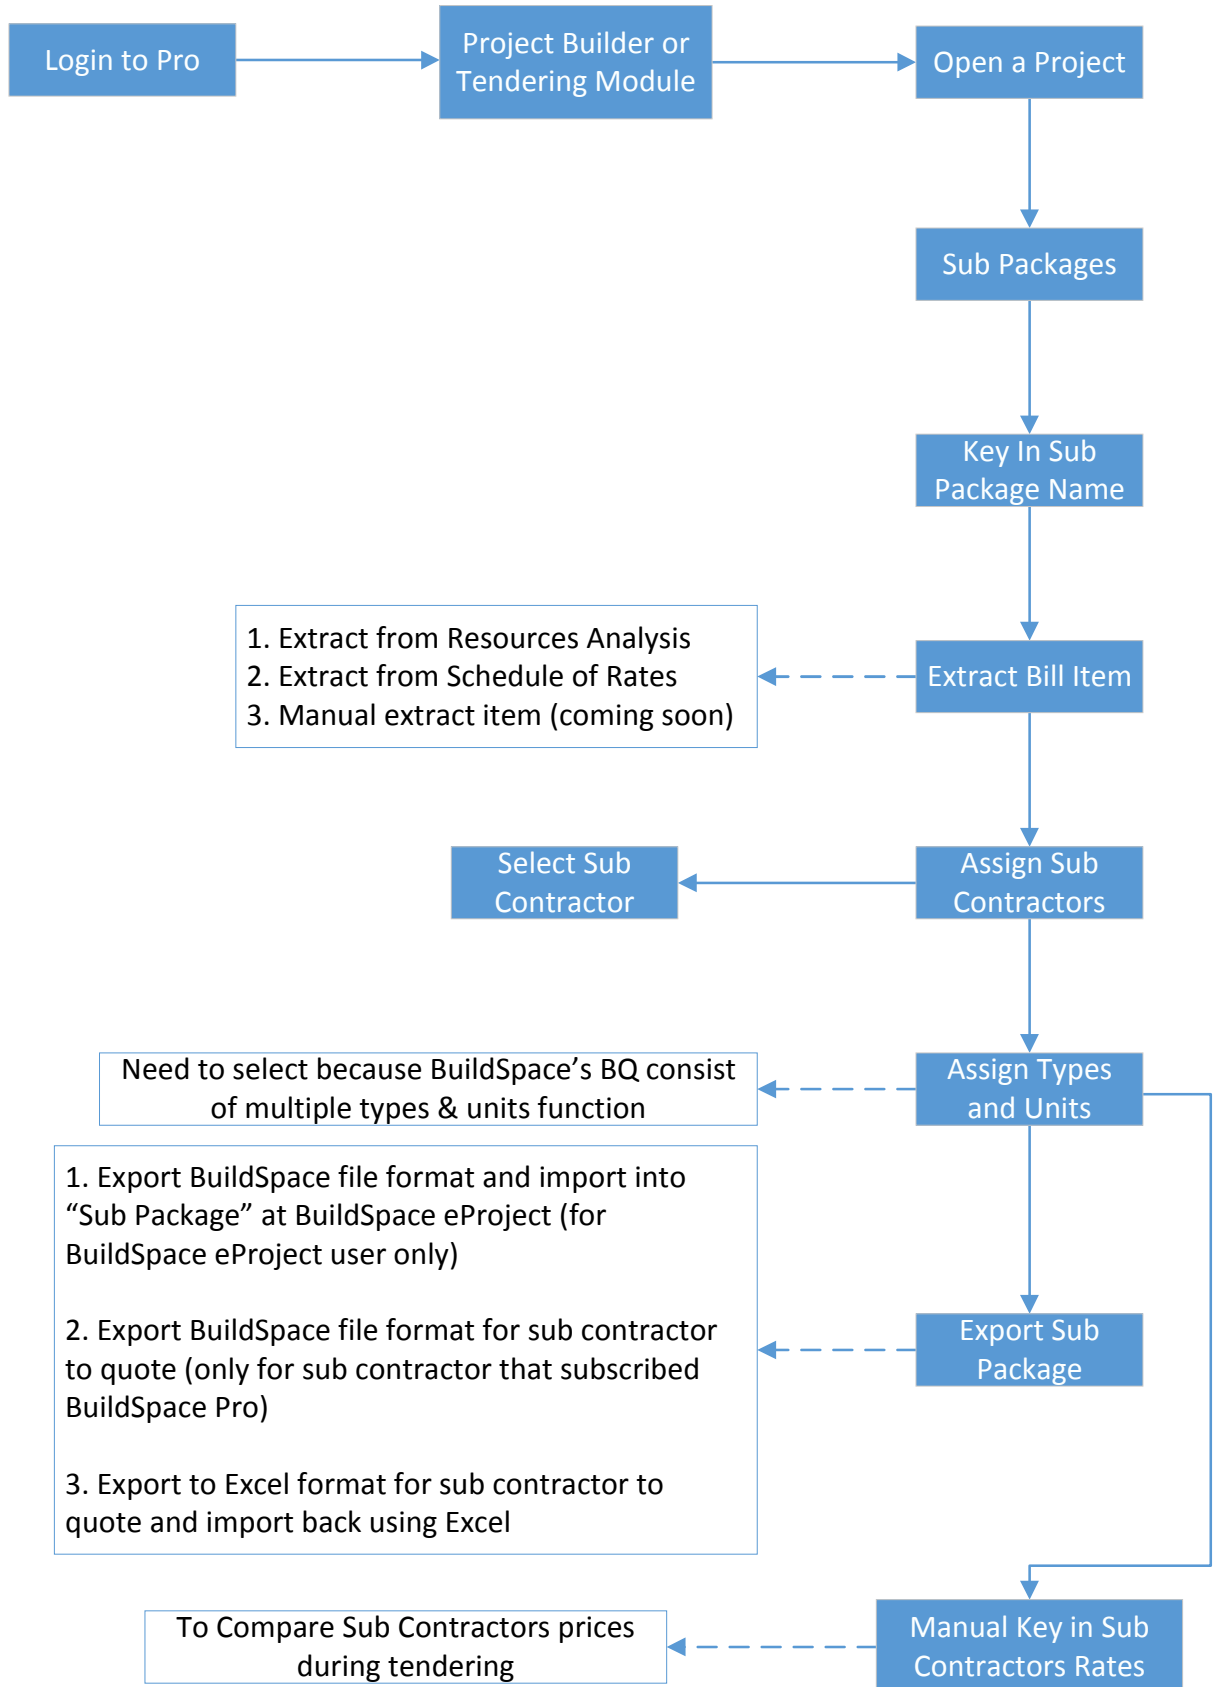 Login to Pro
Project Builder or
Tendering Module
Open a Project
Sub Packages
Key In Sub
Package Name
1. Extract from Resources Analysis
2. Extract from Schedule of Rates
3. Manual extract item (coming soon)
Extract Bill Item
Select Sub
Contractor
Assign Sub
Contractors
Need to select because BuildSpace’s BQ consist
of multiple types & units function
Assign Types
and Units
1. Export BuildSpace file format and import into
“Sub Package” at BuildSpace eProject (for
BuildSpace eProject user only)
2. Export BuildSpace file format for sub contractor
to quote (only for sub contractor that subscribed
BuildSpace Pro)
3. Export to Excel format for sub contractor to
quote and import back using Excel
Export Sub
Package
To Compare Sub Contractors prices
during tendering
Manual Key in Sub
Contractors Rates